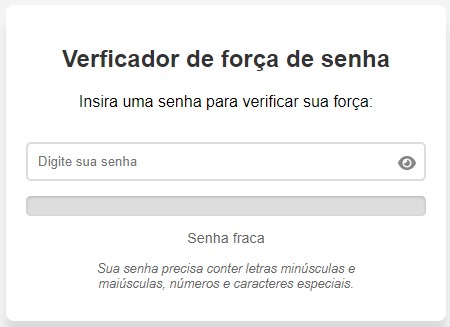 Verficador de força de senha
Insira uma senha para verificar sua força:
Digite sua senha
Senha fraca
Sua senha precisa conter letras minúsculas e
maiúsculas, números e caracteres especiais.